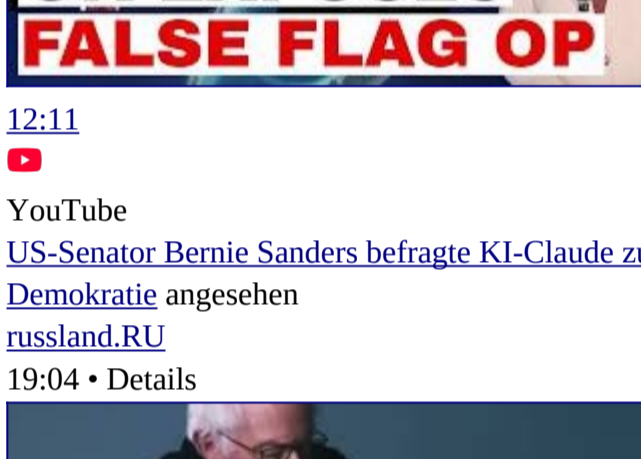 FALSE FLAG OP
12:11
YouTube
US-Senator Bernie Sanders befragte KI-Claude
Demokratie angesehen
russland.RU
19:04 • Details